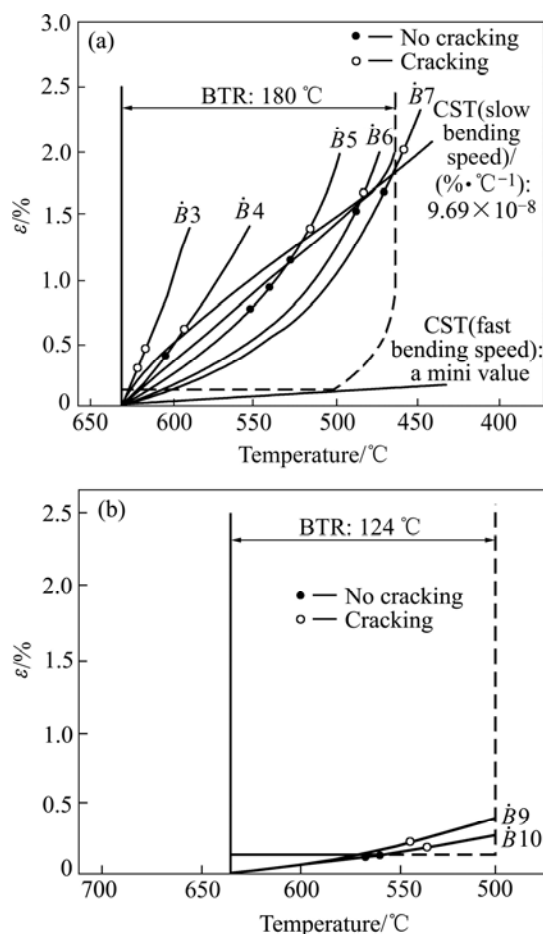 (a)
No cracking
Cracking
BTR: 180 ℃
Ḃ3
Ḃ4
Ḃ5
Ḃ6
Ḃ7
CST(slow
bending
speed)/
(%•℃⁻¹):
9.69×10⁻⁸
CST(fast
bending speed):
a mini value
ε/%
3.0
2.5
2.0
1.5
1.0
0.5
0
650 600 550 500 450 400
Temperature/℃
(b)
BTR: 124 ℃
No cracking
Cracking
Ḃ9
Ḃ10
ε/%
2.5
2.0
1.5
1.0
0.5
0
700 600 550 500
Temperature/℃